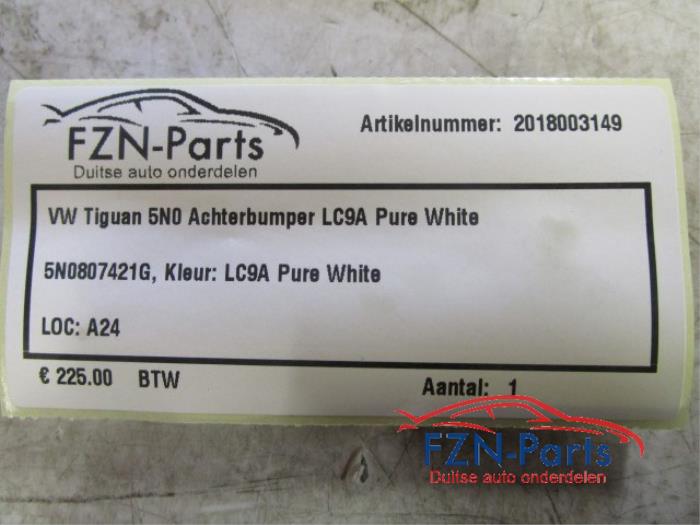 FZN-Parts
Duitse auto onderdelen
Artikelnummer: 2018003149
VW Tiguan 5N0 Achterbumper LC9A Pure White
5N0807421G, Kleur: LC9A Pure White
LOC: A24
€ 225.00 BTW
Aantal: 1
FZN-Parts
Duitse auto onderdelen